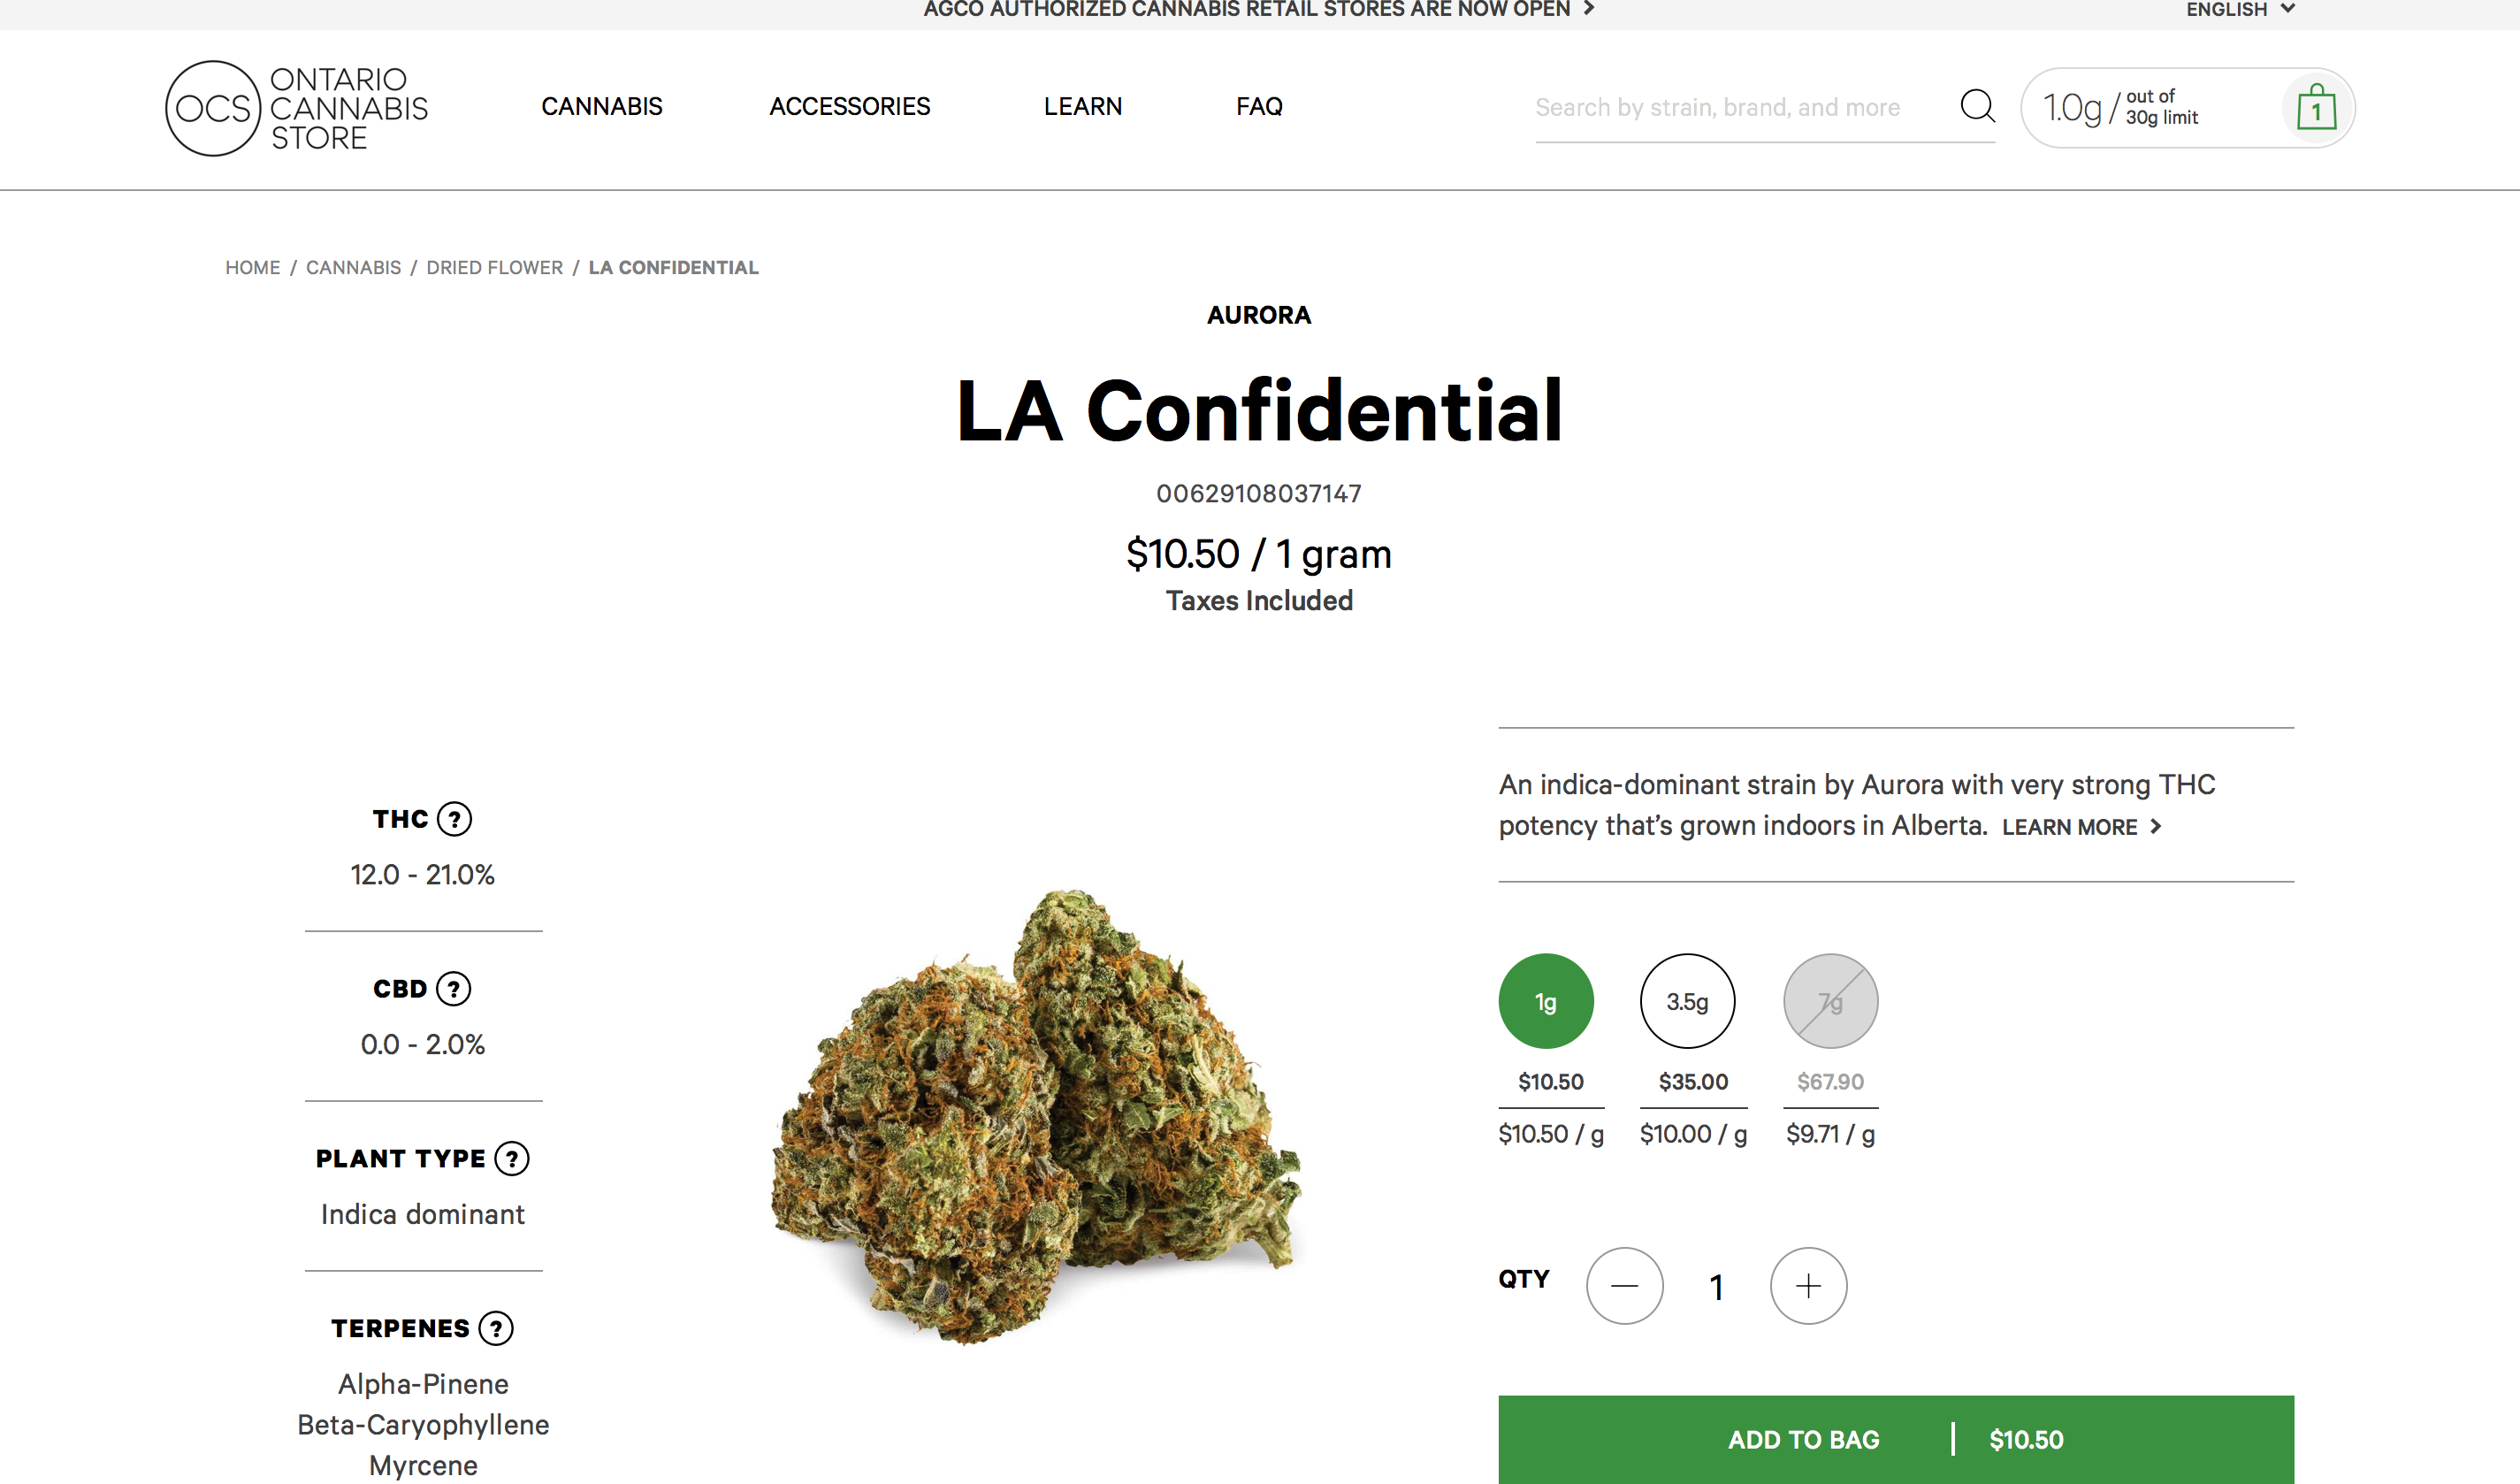 AGCO AUTHORIZED CANNABIS RETAIL STORES ARE NOW OPEN
ENGLISH
OCS
ONTARIO
CANNABIS
STORE
CANNABIS
ACCESSORIES
LEARN
FAQ
Search by strain, brand, and more
1.0g / out of
30g limit
1
HOME / CANNABIS / DRIED FLOWER / LA CONFIDENTIAL
AURORA
LA Confidential
00629108037147
$10.50 / 1 gram
Taxes Included
THC ?
12.0 - 21.0%
CBD ?
0.0 - 2.0%
PLANT TYPE ?
Indica dominant
TERPENES ?
Alpha-Pinene
Beta-Caryophyllene
Myrcene
An indica-dominant strain by Aurora with very strong THC
potency that’s grown indoors in Alberta. LEARN MORE
1g 3.5g 7g
$10.50 $35.00 $67.90
$10.50 / g $10.00 / g $9.71 / g
QTY 1
ADD TO BAG | $10.50